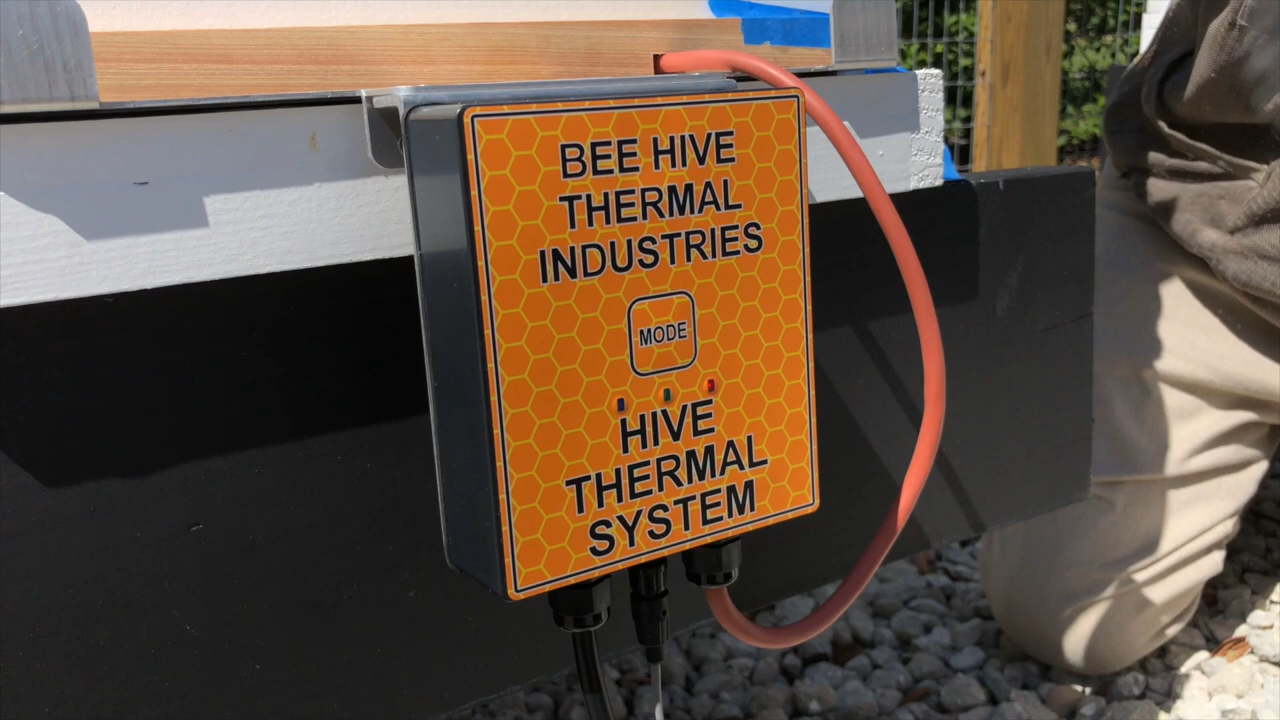 BEE HIVE
THERMAL
INDUSTRIES
MODE
HIVE
THERMAL
SYSTEM